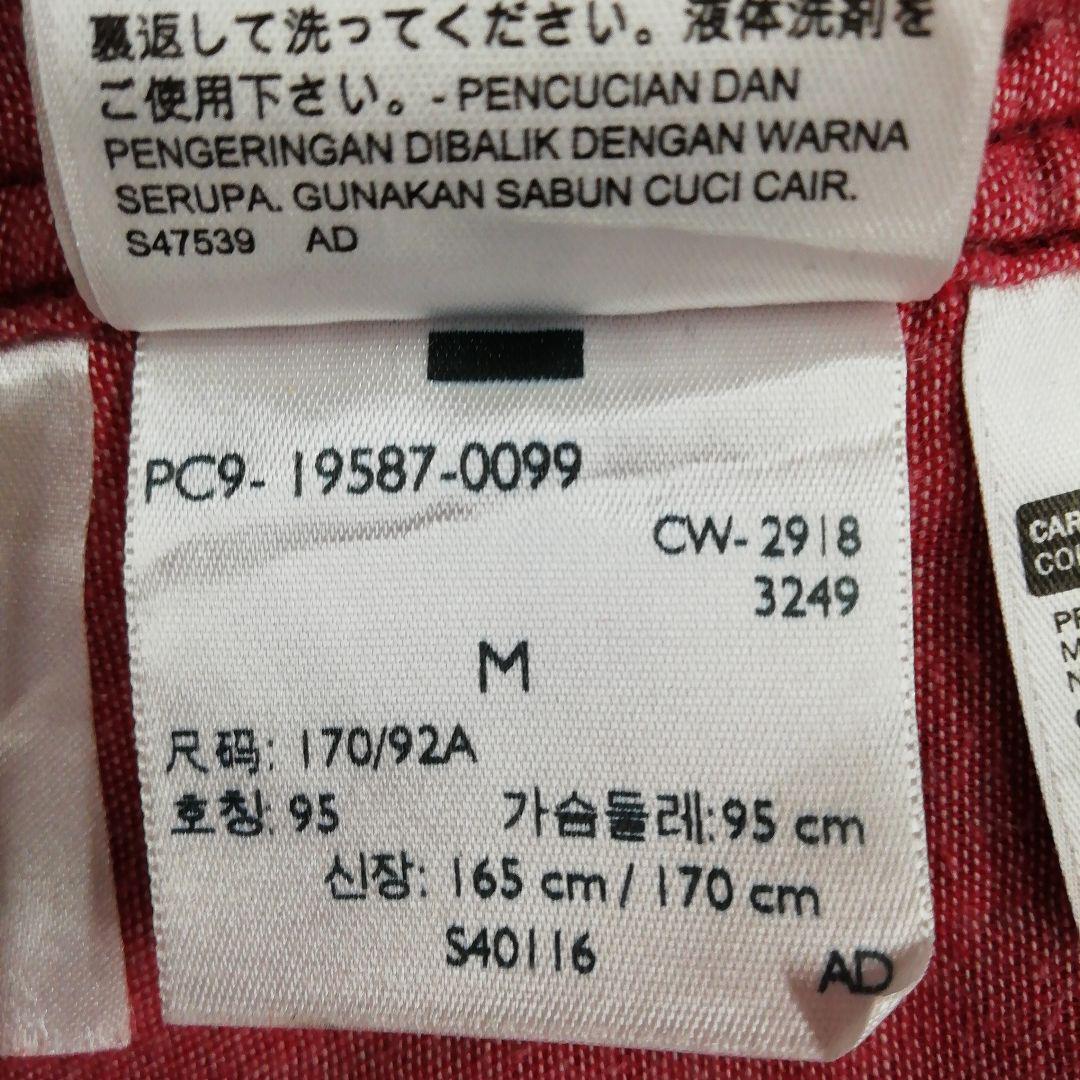 裏返して洗ってください。液体洗剤を
ご使用下さい。- PENCUCIAN DAN
PENGERINGAN DIBALIK DENGAN WARNA
SERUPA. GUNAKAN SABUN CUCI CAIR.
S47539 AD
PC9-19587-0099
CW-2918
3249
M
尺码: 170/92A
호칭: 95 가슴둘레: 95 cm
신장: 165 cm / 170 cm
S40116
AD